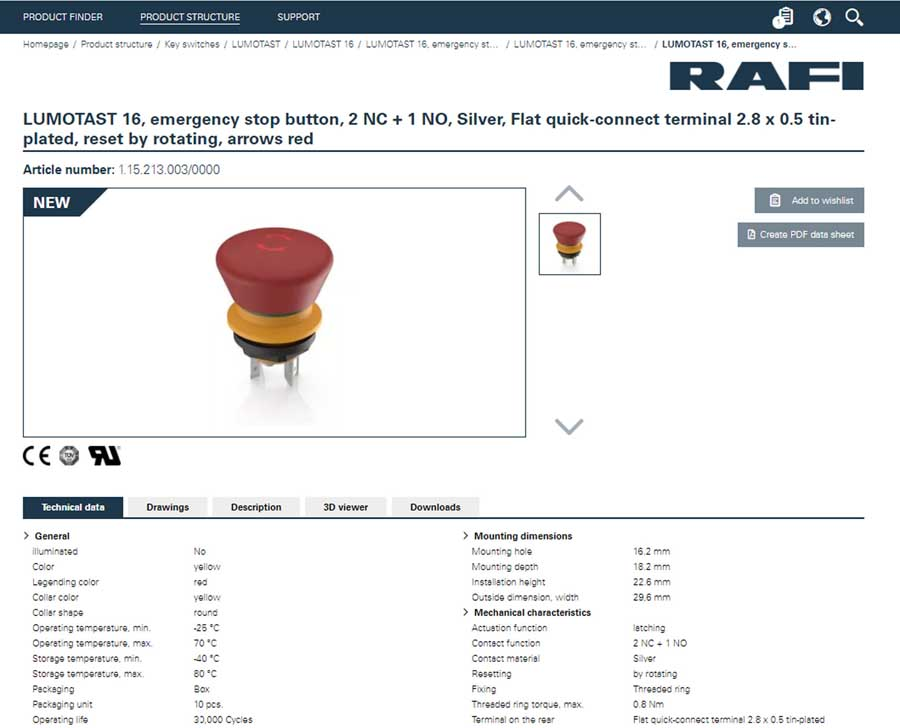 PRODUCT FINDER PRODUCT STRUCTURE SUPPORT
Homepage / Product structure / Key switches / LUMOTAST / LUMOTAST 16 / LUMOTAST 16, emergency st... / LUMOTAST 16, emergency st... / LUMOTAST 16, emergency s...
RAFI
LUMOTAST 16, emergency stop button, 2 NC + 1 NO, Silver, Flat quick-connect terminal 2.8 x 0.5 tin-
plated, reset by rotating, arrows red
Article number: 1.15.213.003/0000
NEW
Add to wishlist
Create PDF data sheet
CE TÜV RU
Technical data Drawings Description 3D viewer Downloads
General
illuminated No
Color yellow
Legending color red
Collar color yellow
Collar shape round
Operating temperature, min. -25 °C
Operating temperature, max. 70 °C
Storage temperature, min. -40 °C
Storage temperature, max. 80 °C
Packaging Box
Packaging unit 10 pcs.
Operating life 30,000 Cycles
Mounting dimensions
Mounting hole 16.2 mm
Mounting depth 18.2 mm
Installation height 22.6 mm
Outside dimension, width 29,6 mm
Mechanical characteristics
Actuation function latching
Contact function 2 NC + 1 NO
Contact material Silver
Resetting by rotating
Fixing Threaded ring
Threaded ring torque, max. 0.8 Nm
Terminal on the rear Flat quick-connect terminal 2.8 x 0.5 tin-plated